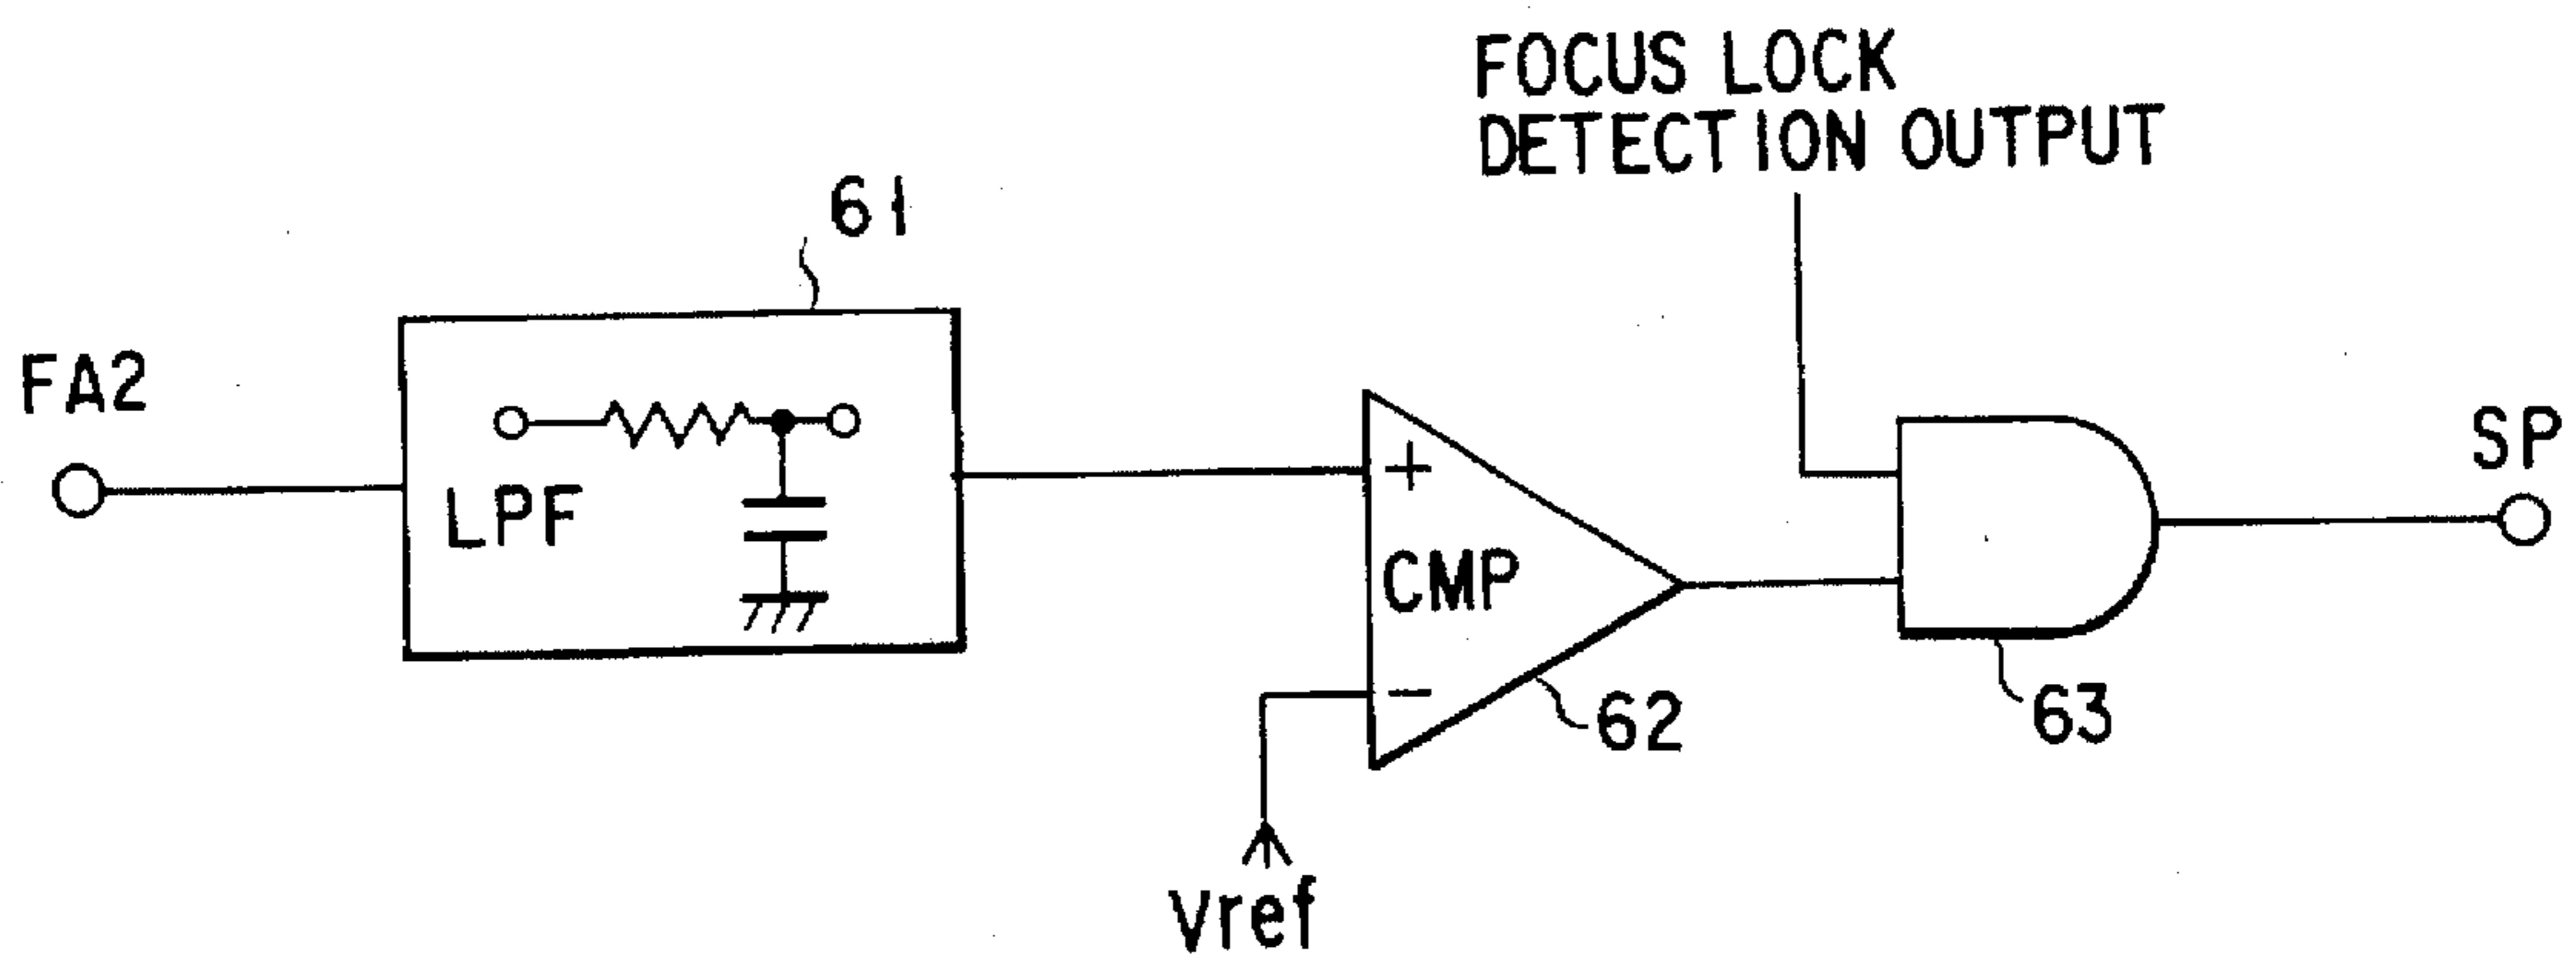 FOCUS LOCK
DETECTION OUTPUT
61
FA2
LPF
+
CMP
−
62
63
SP
Vref